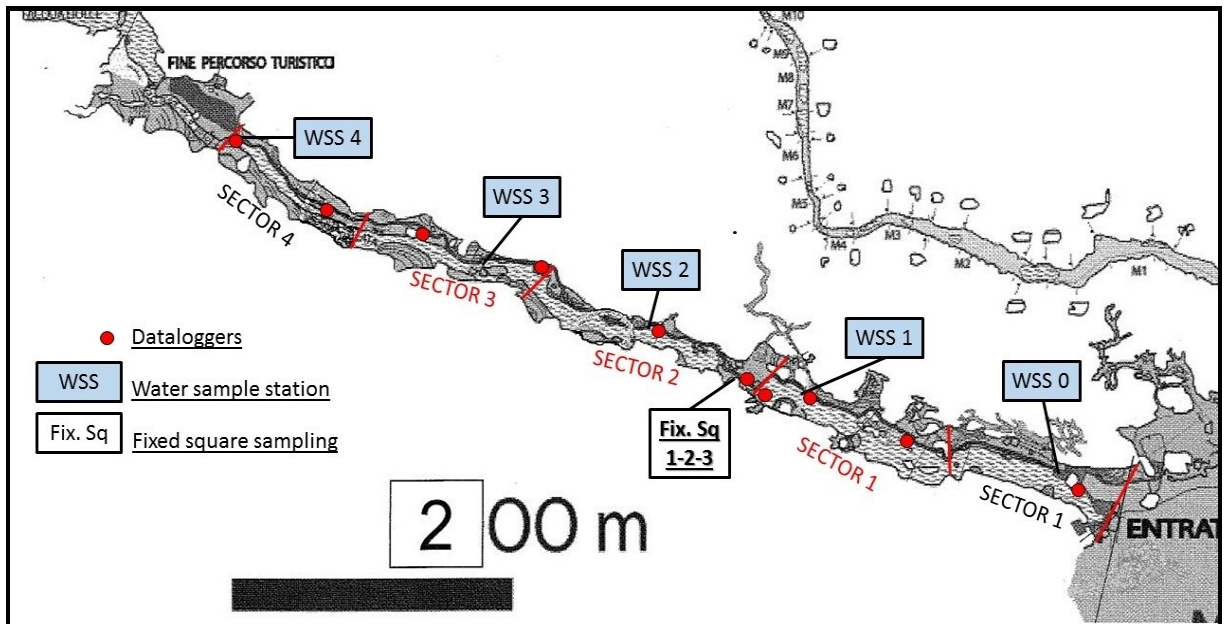 M10
M9
M8
M7
M6
M5
M4
M3
M2
M1
FINE PERCORSO TURISTICO
WSS 4
SECTOR 4
WSS 3
SECTOR 3
WSS 2
SECTOR 2
WSS 1
SECTOR 1
WSS 0
SECTOR 1
Fix. Sq
1-2-3
Dataloggers
WSS Water sample station
Fix. Sq Fixed square sampling
200 m
ENTRAT